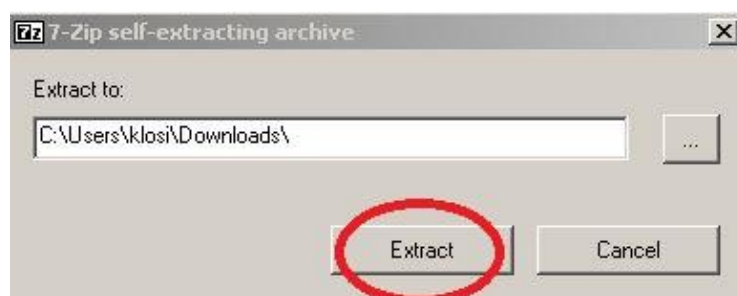 7z 7-Zip self-extracting archive
Extract to:
C:\Users\klosi\Downloads\
...
Extract Cancel